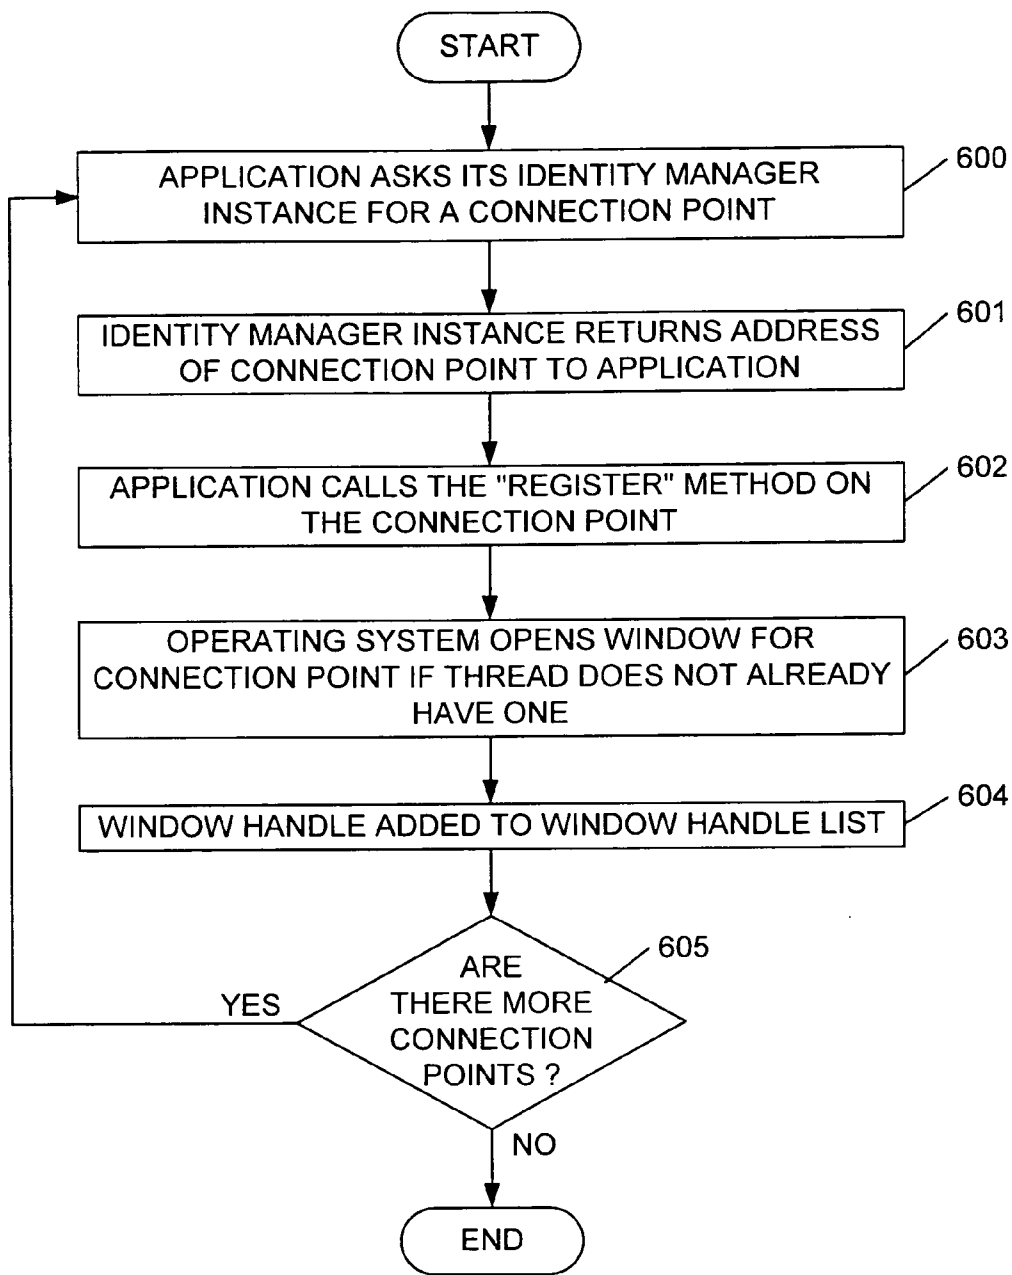 START
APPLICATION ASKS ITS IDENTITY MANAGER
INSTANCE FOR A CONNECTION POINT
600
IDENTITY MANAGER INSTANCE RETURNS ADDRESS
OF CONNECTION POINT TO APPLICATION
601
APPLICATION CALLS THE "REGISTER" METHOD ON
THE CONNECTION POINT
602
OPERATING SYSTEM OPENS WINDOW FOR
CONNECTION POINT IF THREAD DOES NOT ALREADY
HAVE ONE
603
WINDOW HANDLE ADDED TO WINDOW HANDLE LIST
604
ARE
THERE MORE
CONNECTION
POINTS ?
605
YES
NO
END